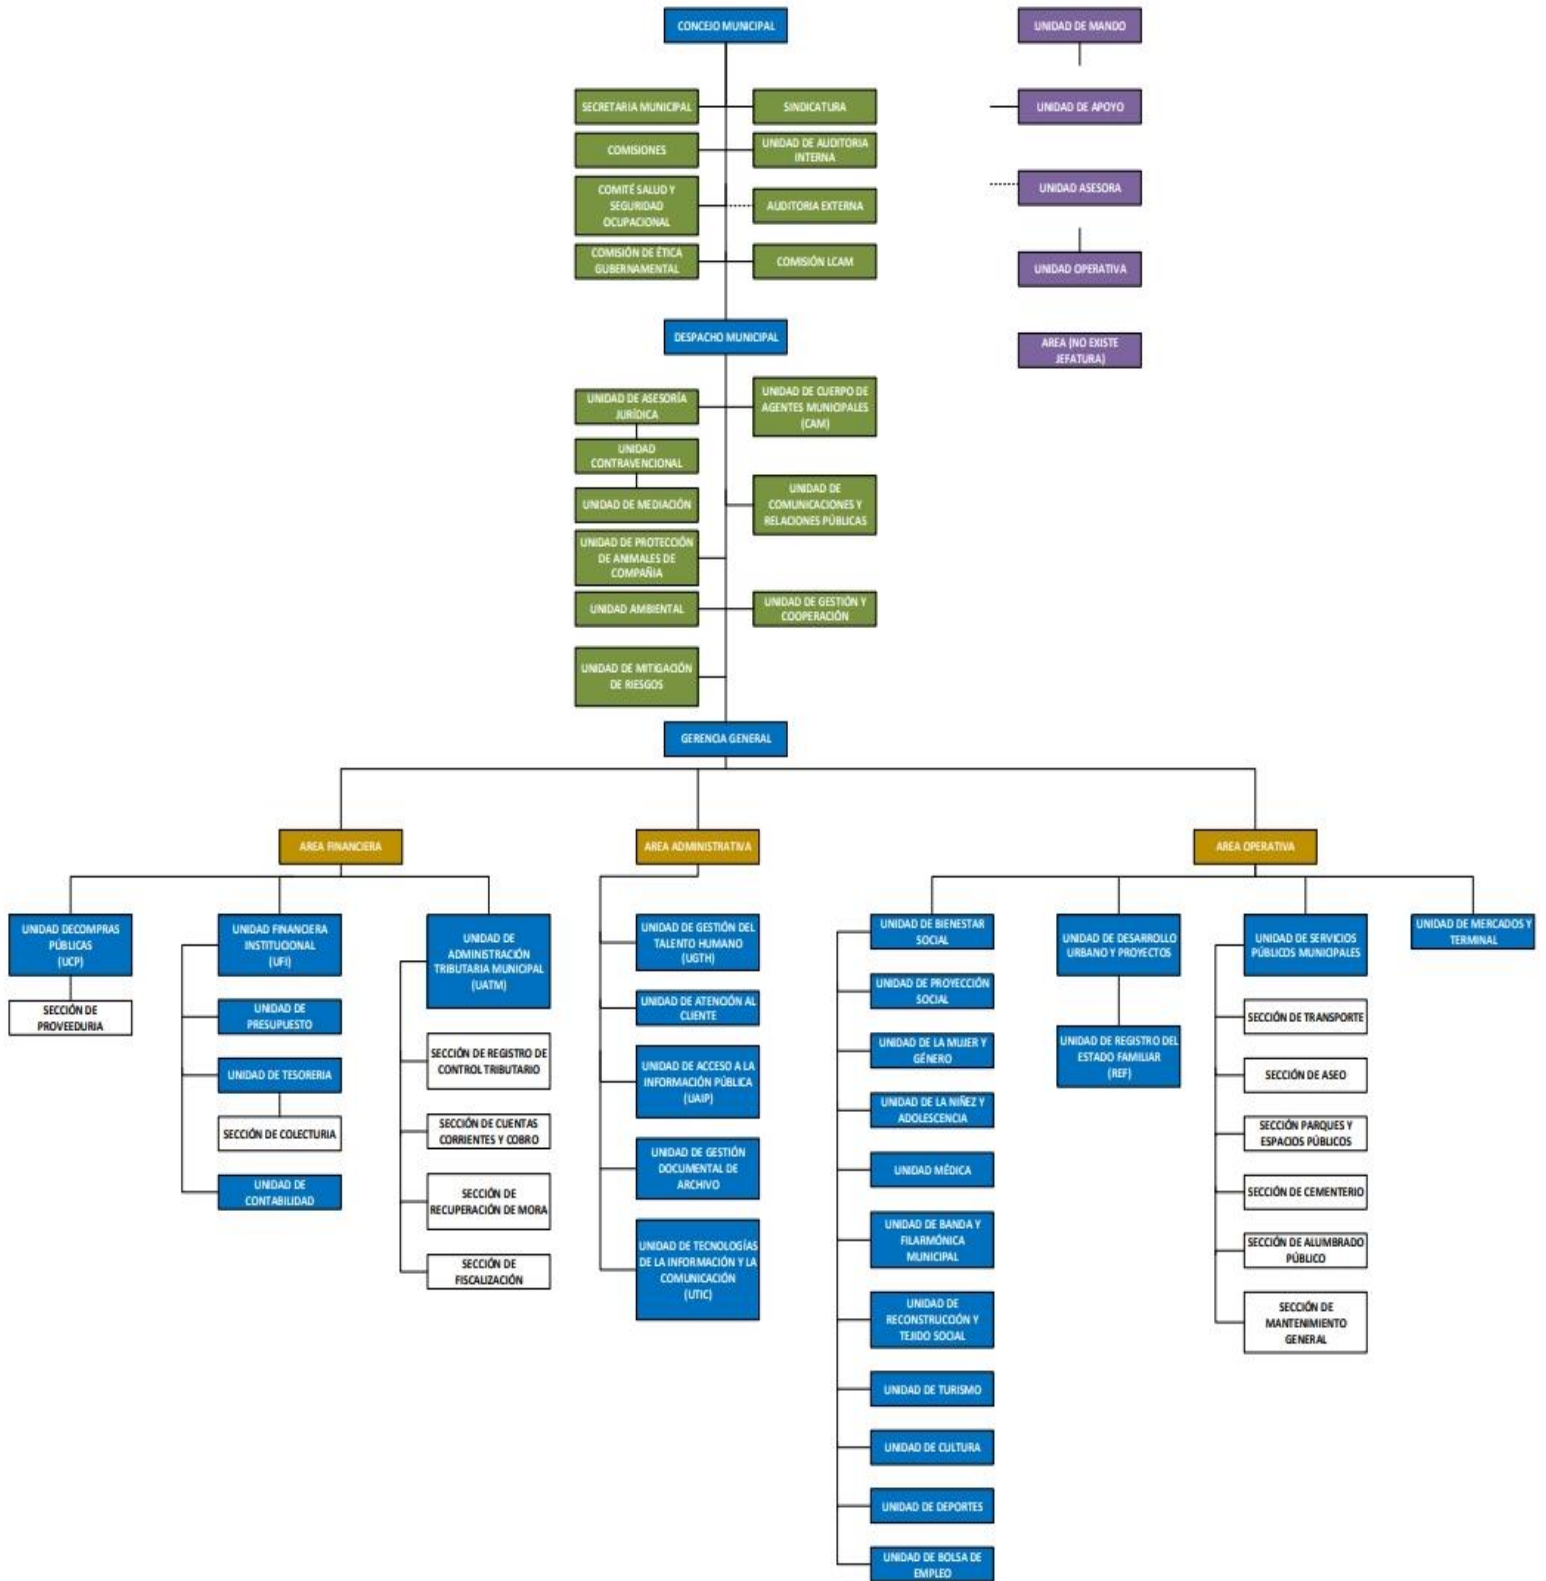 CONCEJO MUNICIPAL
UNIDAD DE MANDO
SECRETARIA MUNICIPAL
SINDICATURA
UNIDAD DE APOYO
COMISIONES
UNIDAD DE AUDITORIA
INTERNA
COMITÉ SALUD Y
SEGURIDAD
OCUPACIONAL
AUDITORIA EXTERNA
UNIDAD ASESORA
COMISIÓN DE ÉTICA
GUBERNAMENTAL
COMISIÓN LCAM
UNIDAD OPERATIVA
DESPACHO MUNICIPAL
AREA (NO EXISTE
JEFATURA)
UNIDAD DE ASESORÍA
JURÍDICA
UNIDAD DE CUERPO DE
AGENTES MUNICIPALES
(CAM)
UNIDAD
CONTRAVENCIONAL
UNIDAD DE MEDIACIÓN
UNIDAD DE
COMUNICACIONES Y
RELACIONES PÚBLICAS
UNIDAD DE PROTECCIÓN
DE ANIMALES DE
COMPAÑIA
UNIDAD AMBIENTAL
UNIDAD DE GESTIÓN Y
COOPERACIÓN
UNIDAD DE MITIGACIÓN
DE RIESGOS
GERENCIA GENERAL
AREA FINANCIERA
AREA ADMINISTRATIVA
AREA OPERATIVA
UNIDAD DECOMPRAS
PÚBLICAS
(UCP)
SECCIÓN DE
PROVEEDURIA
UNIDAD FINANCIERA
INSTITUCIONAL
(UFI)
UNIDAD DE
PRESUPUESTO
UNIDAD DE TESORERIA
SECCIÓN DE COLECTURIA
UNIDAD DE
CONTABILIDAD
UNIDAD DE
ADMINISTRACIÓN
TRIBUTARIA MUNICIPAL
(UATM)
SECCIÓN DE REGISTRO DE
CONTROL TRIBUTARIO
SECCIÓN DE CUENTAS
CORRIENTES Y COBRO
SECCIÓN DE
RECUPERACIÓN DE MORA
SECCIÓN DE
FISCALIZACIÓN
UNIDAD DE GESTIÓN DEL
TALENTO HUMANO
(UGTH)
UNIDAD DE ATENCIÓN AL
CLIENTE
UNIDAD DE ACCESO A LA
INFORMACIÓN PÚBLICA
(UAIP)
UNIDAD DE GESTIÓN
DOCUMENTAL DE
ARCHIVO
UNIDAD DE TECNOLOGÍAS
DE LA INFORMACIÓN Y LA
COMUNICACIÓN
(UTIC)
UNIDAD DE BIENESTAR
SOCIAL
UNIDAD DE PROYECCIÓN
SOCIAL
UNIDAD DE LA MUJER Y
GÉNERO
UNIDAD DE LA NIÑEZ Y
ADOLESCENCIA
UNIDAD MÉDICA
UNIDAD DE BANDA Y
FILARMÓNICA
MUNICIPAL
UNIDAD DE
RECONSTRUCCIÓN Y
TEJIDO SOCIAL
UNIDAD DE TURISMO
UNIDAD DE CULTURA
UNIDAD DE DEPORTES
UNIDAD DE BOLSA DE
EMPLEO
UNIDAD DE DESARROLLO
URBANO Y PROYECTOS
UNIDAD DE REGISTRO DEL
ESTADO FAMILIAR
(REF)
UNIDAD DE SERVICIOS
PÚBLICOS MUNICIPALES
SECCIÓN DE TRANSPORTE
SECCIÓN DE ASEO
SECCIÓN PARQUES Y
ESPACIOS PÚBLICOS
SECCIÓN DE CEMENTERIO
SECCIÓN DE ALUMBRADO
PÚBLICO
SECCIÓN DE
MANTENIMIENTO
GENERAL
UNIDAD DE MERCADOS Y
TERMINAL